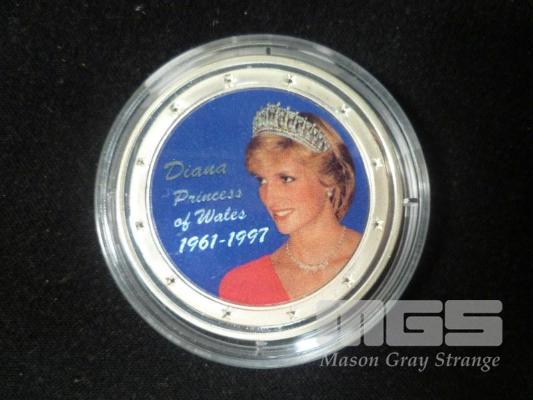 Diana
Princess
of Wales
1961-1997
MGS
Mason Gray Strange